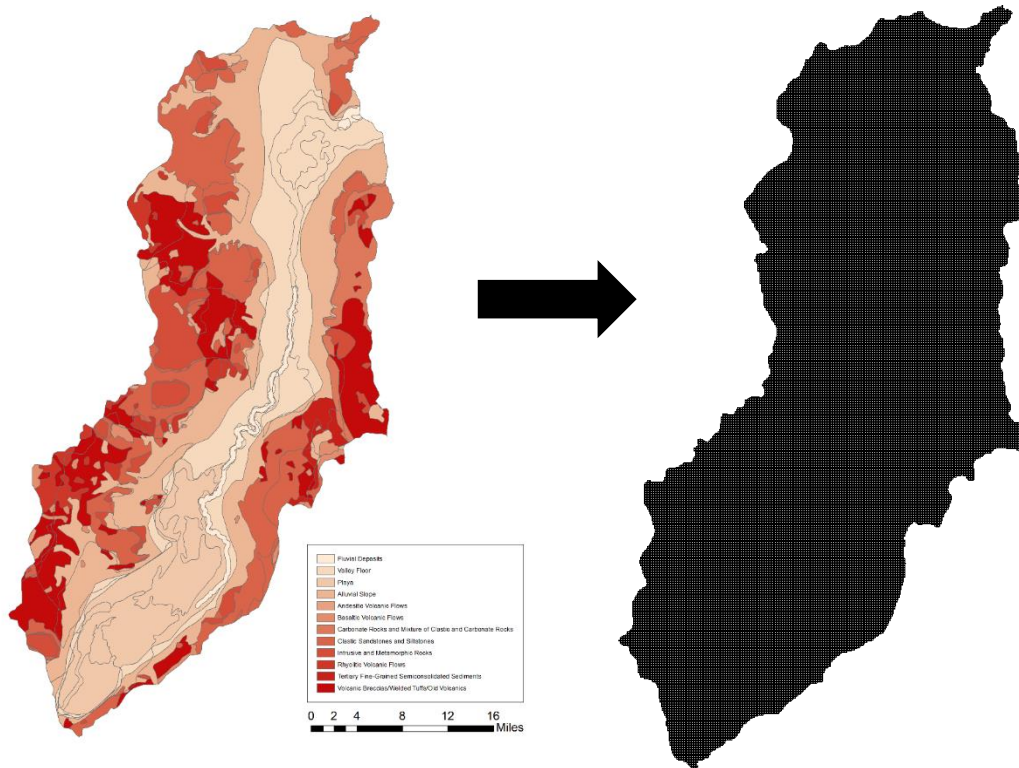 Fluvial Deposits
Valley Floor
Playa
Alluvial Slope
Andesitic Volcanic Flows
Basaltic Volcanic Flows
Carbonate Rocks and Mixture of Clastic and Carbonate Rocks
Clastic Sandstones and Siltstones
Intrusive and Metamorphic Rocks
Rhyolitic Volcanic Flows
Tertiary Fine-Grained Semiconsolidated Sediments
Volcanic Breccias/Welded Tuffs/Old Volcanics
0 2 4 8 12 16
Miles